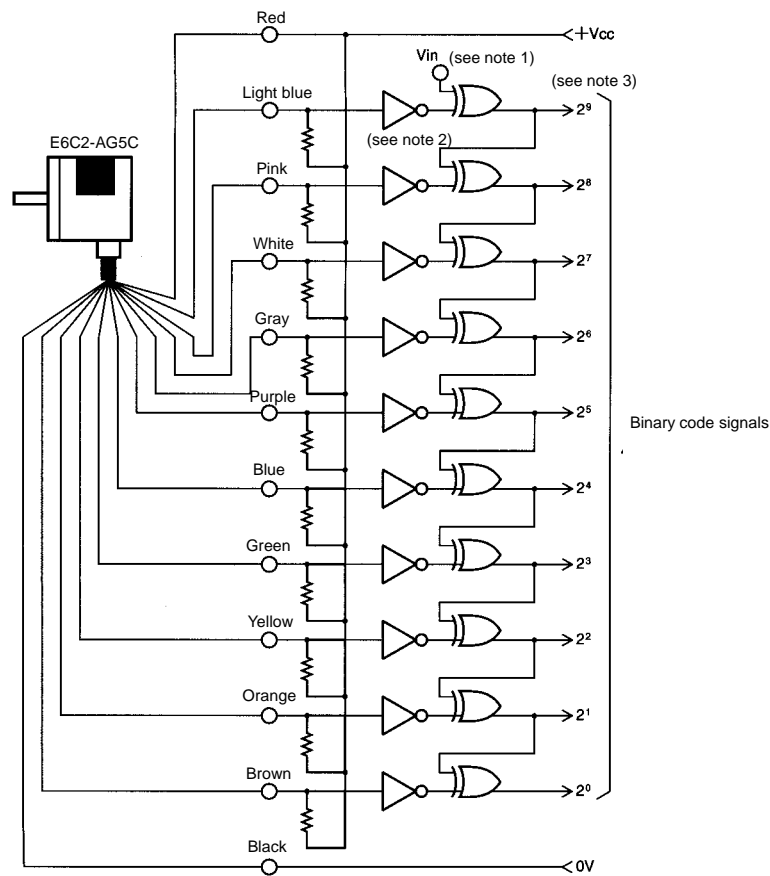 Red
+Vcc
Vin (see note 1)
(see note 3)
Light blue
2⁹
E6C2-AG5C
(see note 2)
Pink
2⁸
White
2⁷
Gray
2⁶
Purple
2⁵
Binary code signals
Blue
2⁴
Green
2³
Yellow
2²
Orange
2¹
Brown
2⁰
Black
0V